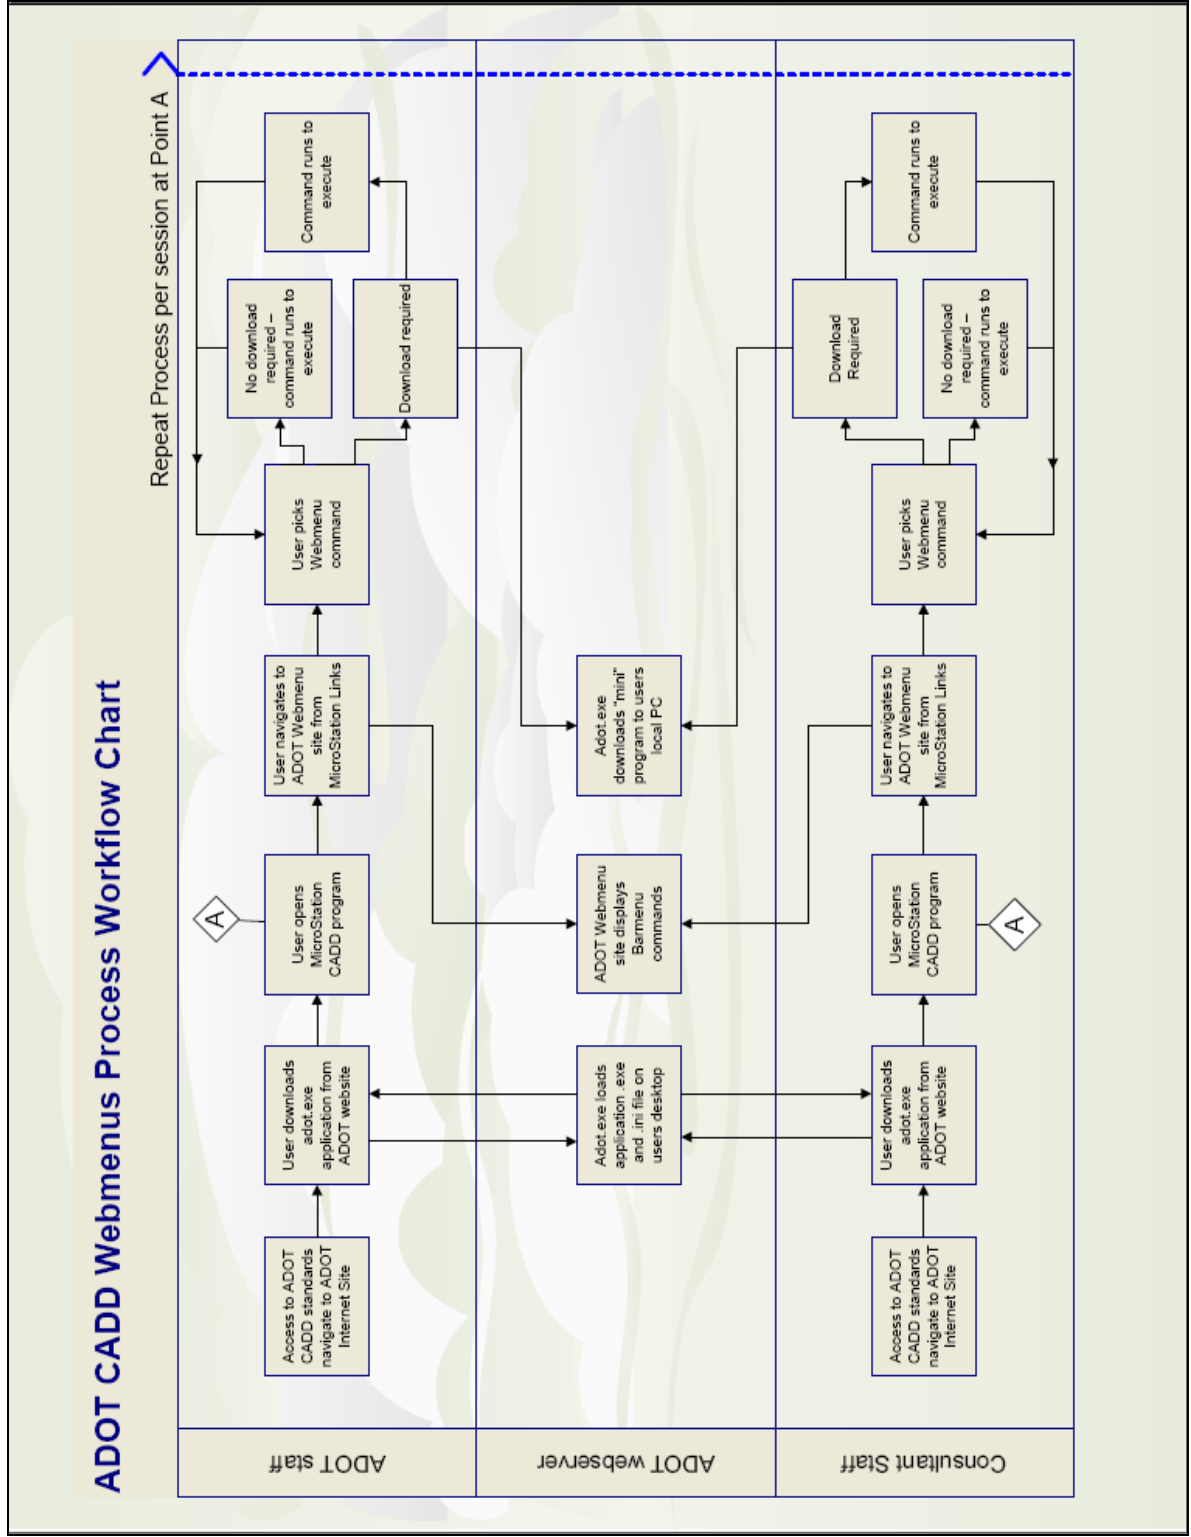 ADOT CADD Webmenus Process Workflow Chart
Repeat Process per session at Point A
ADOT staff
Access to ADOT
CADD standards
navigate to ADOT
Internet Site
User downloads
adot.exe
application from
ADOT website
A
User opens
MicroStation
CADD program
User navigates to
ADOT Webmenu
site from
MicroStation Links
User picks
Webmenu
command
No download
required –
command runs to
execute
Download required
Command runs to
execute
ADOT webserver
Adot.exe loads
application .exe
and .ini file on
users desktop
ADOT Webmenu
site displays
Barmenu
commands
Adot.exe
downloads "mini"
program to users
local PC
Consultant Staff
Access to ADOT
CADD standards
navigate to ADOT
Internet Site
User downloads
adot.exe
application from
ADOT website
User opens
MicroStation
CADD program
A
User navigates to
ADOT Webmenu
site from
MicroStation Links
User picks
Webmenu
command
Download
Required
No download
required –
command runs to
execute
Command runs to
execute